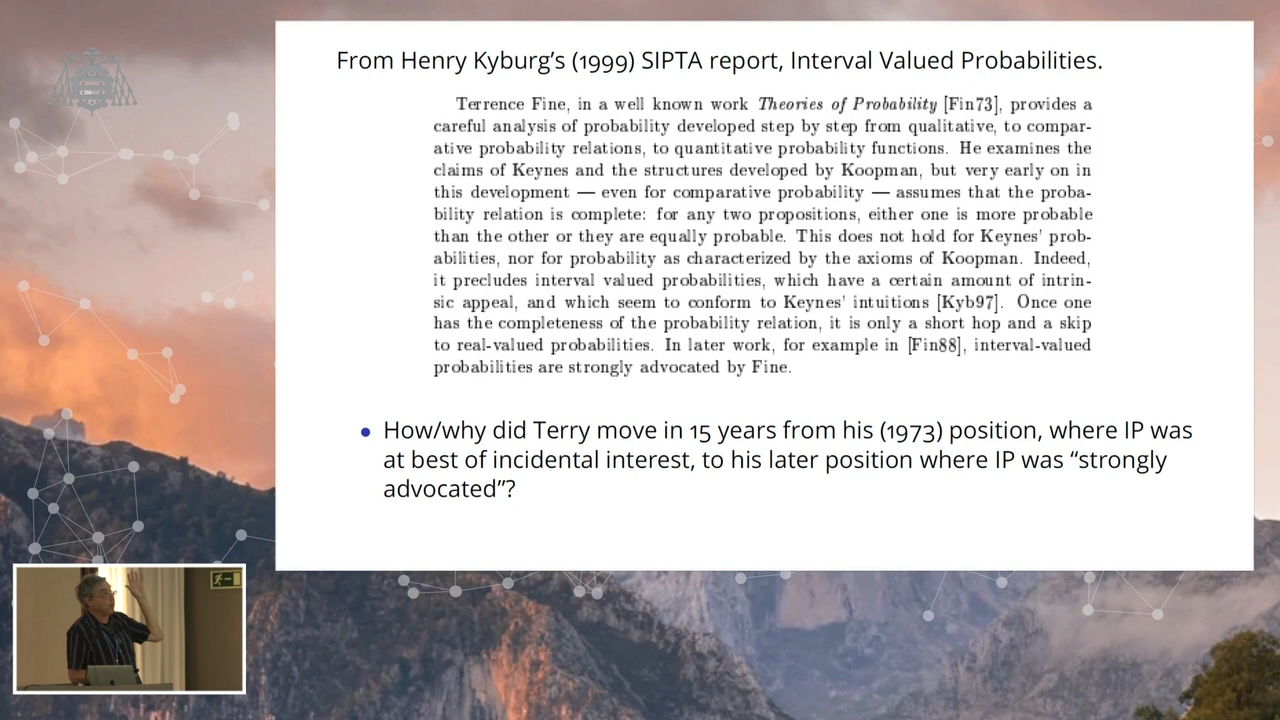 From Henry Kyburg's (1999) SIPTA report, Interval Valued Probabilities.
Terrence Fine, in a well known work Theories of Probability [Fin73], provides a
careful analysis of probability developed step by step from qualitative, to compar-
ative probability relations, to quantitative probability functions. He examines the
claims of Keynes and the structures developed by Koopman, but very early on in
this development — even for comparative probability — assumes that the proba-
bility relation is complete: for any two propositions, either one is more probable
than the other or they are equally probable. This does not hold for Keynes' prob-
abilities, nor for probability as characterized by the axioms of Koopman. Indeed,
it precludes interval valued probabilities, which have a certain amount of intrin-
sic appeal, and which seem to conform to Keynes' intuitions [Kyb97]. Once one
has the completeness of the probability relation, it is only a short hop and a skip
to real-valued probabilities. In later work, for example in [Fin88], interval-valued
probabilities are strongly advocated by Fine.
• How/why did Terry move in 15 years from his (1973) position, where IP was
at best of incidental interest, to his later position where IP was “strongly
advocated”?